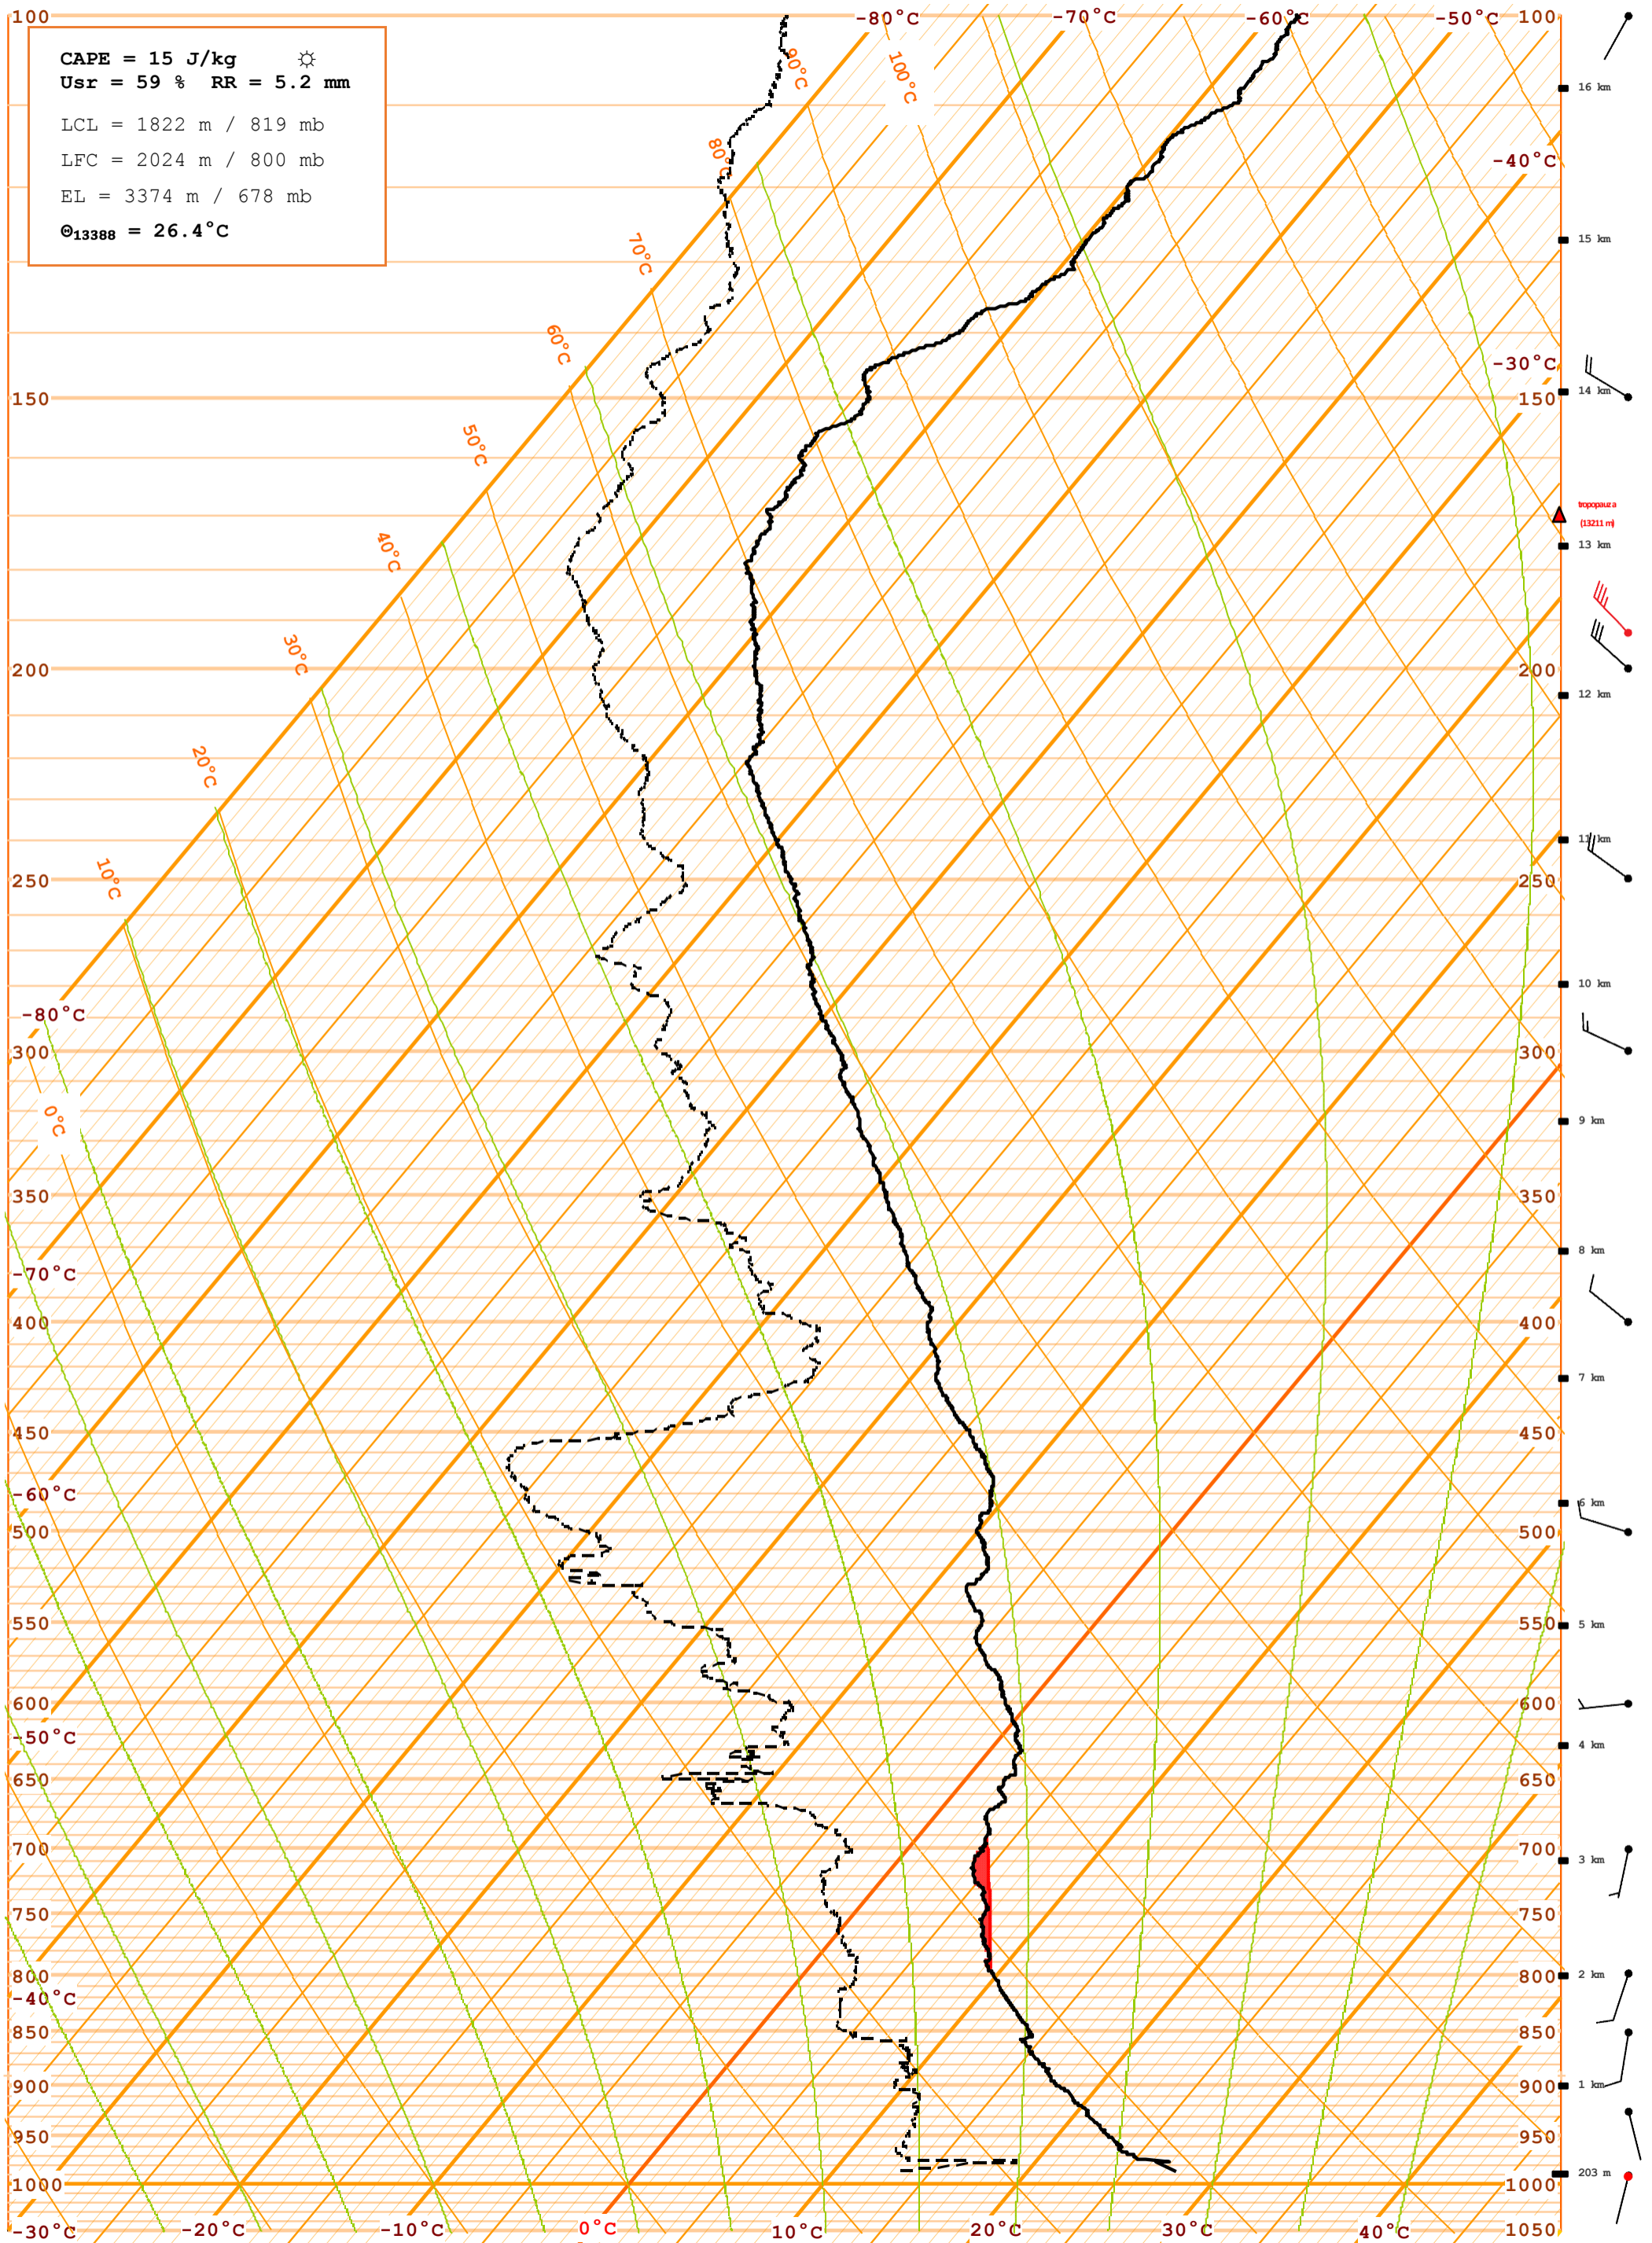 100 -80°C -70°C -60°C -50°C 100
CAPE = 15 J/kg ☼
Usr = 59 % RR = 5.2 mm
LCL = 1822 m / 819 mb
LFC = 2024 m / 800 mb
EL = 3374 m / 678 mb
Θ13388 = 26.4°C
90°C 100°C
16 km
80°C
-40°C
70°C
15 km
60°C
-30°C
14 km
150 150
50°C
tropopauza
(13211 m)
40°C
13 km
30°C
200 200
12 km
20°C
11 km
10°C
250 250
10 km
-80°C
300 300
0°C
9 km
350 350
8 km
-70°C
400 400
7 km
450 450
-60°C
6 km
500 500
550 550
5 km
600 600
-50°C
4 km
650 650
700 700
3 km
750 750
800 800
2 km
-40°C
850 850
900 900
1 km
950 950
203 m
1000 1000
-30°C -20°C -10°C 0°C 10°C 20°C 30°C 40°C 1050